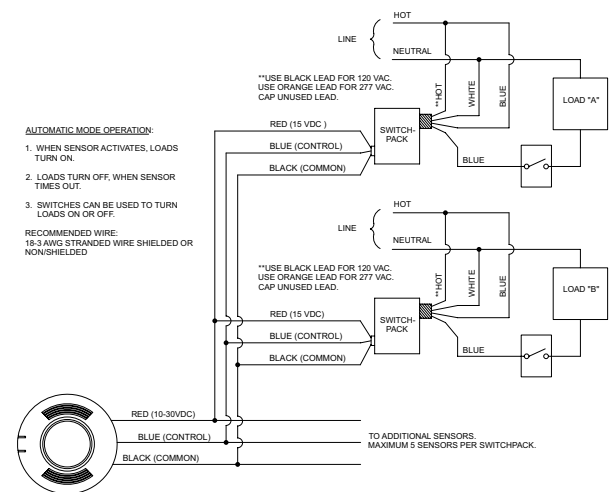 HOT
LINE
NEUTRAL
**USE BLACK LEAD FOR 120 VAC.
USE ORANGE LEAD FOR 277 VAC.
CAP UNUSED LEAD.
**HOT
WHITE
BLUE
LOAD "A"
RED (15 VDC )
SWITCH-
PACK
BLUE (CONTROL)
BLUE
BLACK (COMMON)
AUTOMATIC MODE OPERATION:
1. WHEN SENSOR ACTIVATES, LOADS
TURN ON.
2. LOADS TURN OFF, WHEN SENSOR
TIMES OUT.
3. SWITCHES CAN BE USED TO TURN
LOADS ON OR OFF.
RECOMMENDED WIRE:
18-3 AWG STRANDED WIRE SHIELDED OR
NON/SHIELDED
HOT
LINE
NEUTRAL
**USE BLACK LEAD FOR 120 VAC.
USE ORANGE LEAD FOR 277 VAC.
CAP UNUSED LEAD.
**HOT
WHITE
BLUE
LOAD "B"
RED (15 VDC)
SWITCH-
PACK
BLUE (CONTROL)
BLUE
BLACK (COMMON)
RED (10-30VDC)
BLUE (CONTROL)
BLACK (COMMON)
TO ADDITIONAL SENSORS.
MAXIMUM 5 SENSORS PER SWITCHPACK.